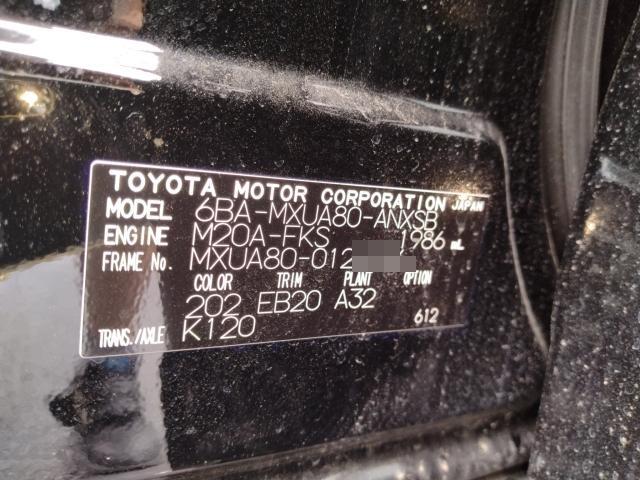 TOYOTA MOTOR CORPORATION JAPAN
MODEL 6BA-MXUA80-ANXSB
ENGINE M20A-FKS 1986 mL
FRAME No. MXUA80-012
COLOR TRIM PLANT OPTION
202 EB20 A32
TRANS./AXLE K120 612